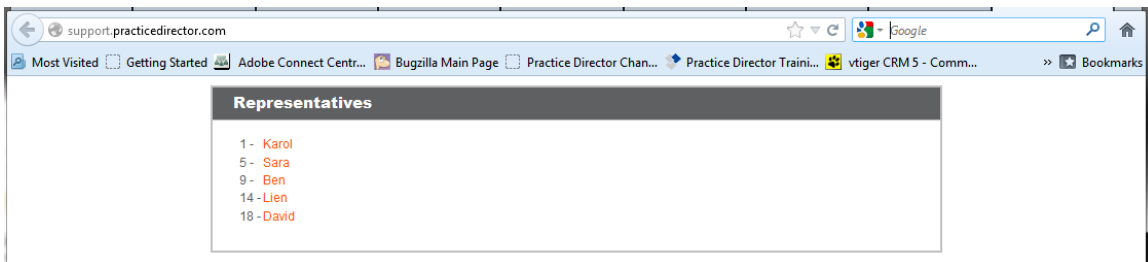 support.practicedirector.com Google
Most Visited Getting Started Adobe Connect Centr... Bugzilla Main Page Practice Director Chan... Practice Director Traini... vtiger CRM 5 - Comm... » Bookmarks
Representatives
1 - Karol
5 - Sara
9 - Ben
14 - Lien
18 - David